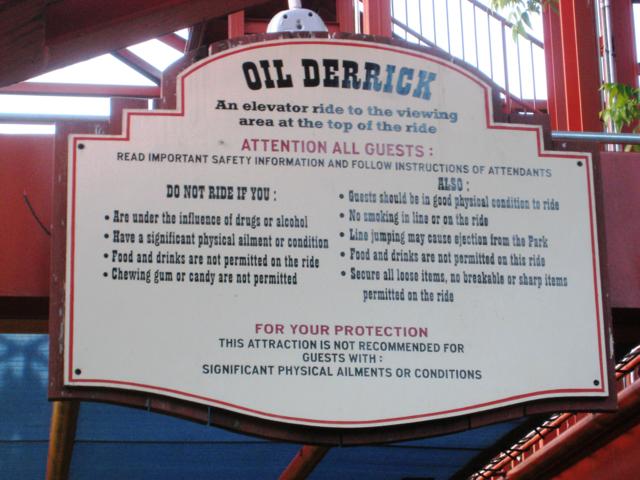 OIL DERRICK
An elevator ride to the viewing
area at the top of the ride
ATTENTION ALL GUESTS :
READ IMPORTANT SAFETY INFORMATION AND FOLLOW INSTRUCTIONS OF ATTENDANTS
DO NOT RIDE IF YOU :
• Are under the influence of drugs or alcohol
• Have a significant physical ailment or condition
• Food and drinks are not permitted on the ride
• Chewing gum or candy are not permitted
ALSO :
• Guests should be in good physical condition to ride
• No smoking in line or on the ride
• Line jumping may cause ejection from the Park
• Food and drinks are not permitted on this ride
• Secure all loose items, no breakable or sharp items
permitted on the ride
FOR YOUR PROTECTION
THIS ATTRACTION IS NOT RECOMMENDED FOR
GUESTS WITH :
SIGNIFICANT PHYSICAL AILMENTS OR CONDITIONS